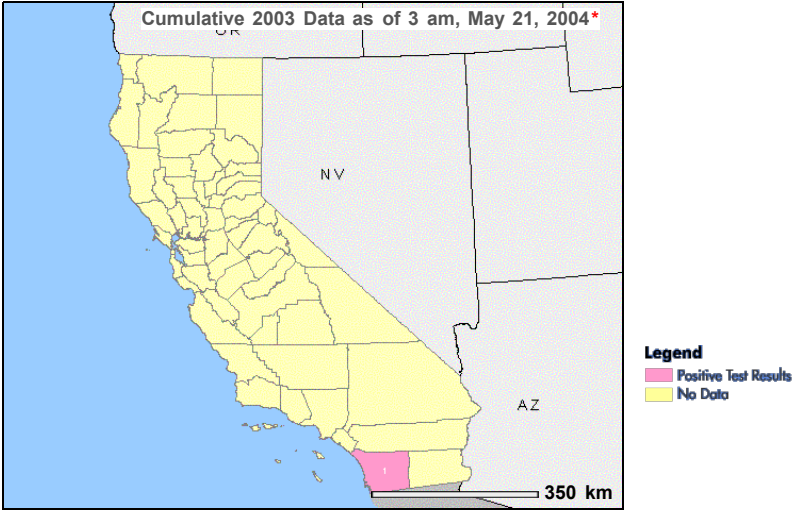 Cumulative 2003 Data as of 3 am, May 21, 2004*
OR
NV
AZ
1
350 km
Legend
Positive Test Results
No Data